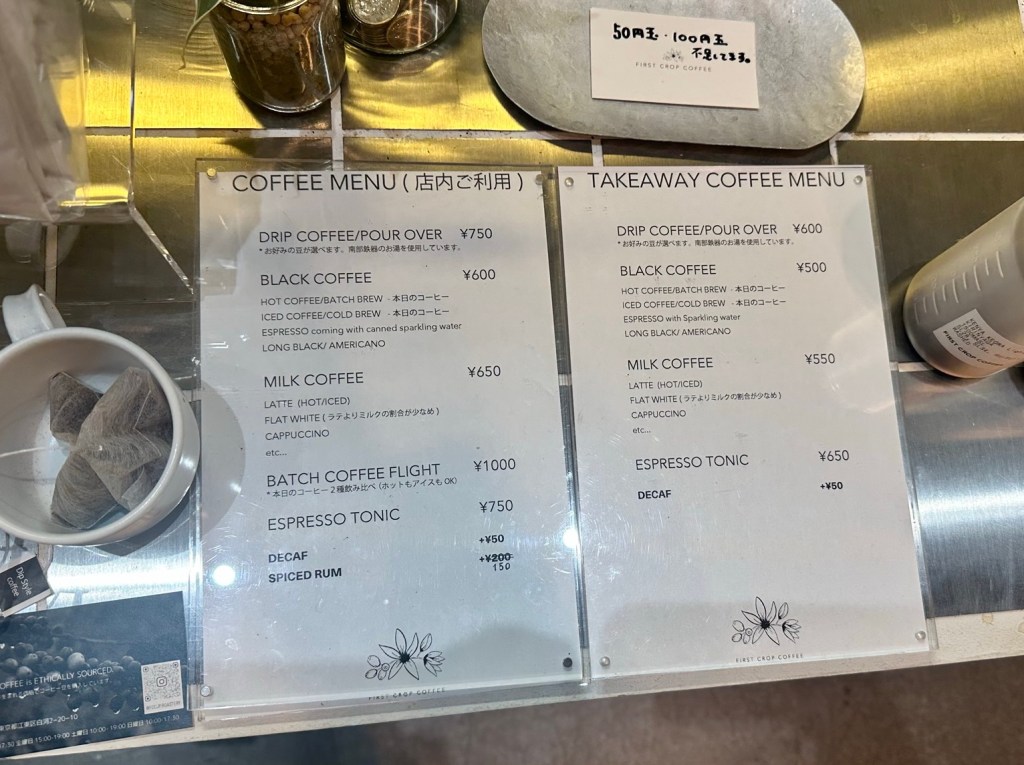 50円玉・100円玉
不足してます。
FIRST CROP COFFEE
COFFEE MENU ( 店内ご利用 )
DRIP COFFEE/POUR OVER ¥750
* お好みの豆が選べます。南部鉄器のお湯を使用しています。
BLACK COFFEE ¥600
HOT COFFEE/BATCH BREW - 本日のコーヒー
ICED COFFEE/COLD BREW - 本日のコーヒー
ESPRESSO coming with canned sparkling water
LONG BLACK/ AMERICANO
MILK COFFEE ¥650
LATTE (HOT/ICED)
FLAT WHITE ( ラテよりミルクの割合が少なめ )
CAPPUCCINO
etc...
BATCH COFFEE FLIGHT ¥1000
* 本日のコーヒー２種飲み比べ (ホットもアイスも OK)
ESPRESSO TONIC ¥750
DECAF +¥50
SPICED RUM +¥200
150
FIRST CROP COFFEE
TAKEAWAY COFFEE MENU
DRIP COFFEE/POUR OVER ¥600
* お好みの豆が選べます。南部鉄器のお湯を使用しています。
BLACK COFFEE ¥500
HOT COFFEE/BATCH BREW - 本日のコーヒー
ICED COFFEE/COLD BREW - 本日のコーヒー
ESPRESSO with Sparkling water
LONG BLACK/ AMERICANO
MILK COFFEE ¥550
LATTE (HOT/ICED)
FLAT WHITE ( ラテよりミルクの割合が少なめ )
CAPPUCCINO
etc...
ESPRESSO TONIC ¥650
DECAF +¥50
FIRST CROP COFFEE
Dip Style
coffee
OFFEE is ETHICALLY SOURCED.
FIRST CROP